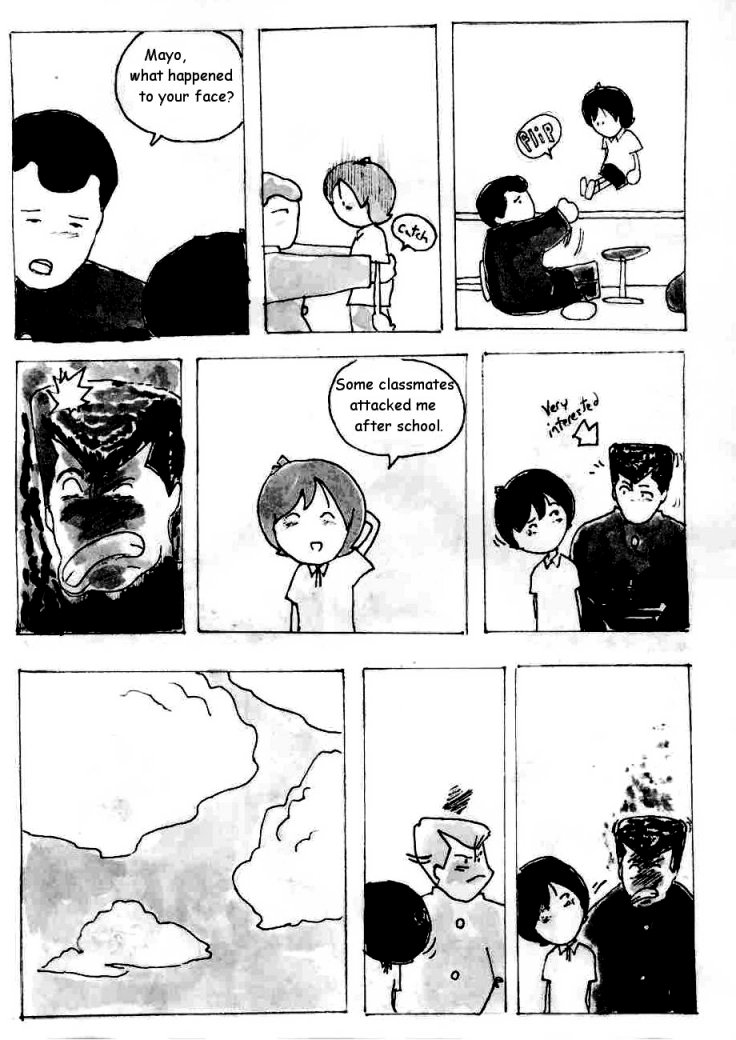 Mayo,
what happened
to your face?
Catch
FliP
Some classmates
attacked me
after school.
Very
interested